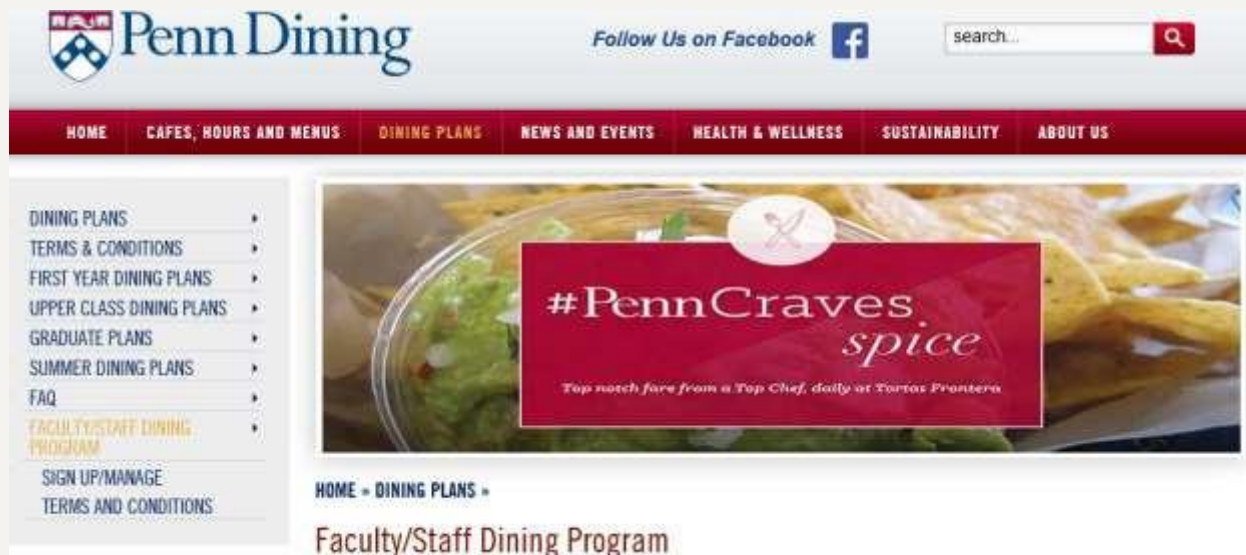 Penn Dining
Follow Us on Facebook
search...
HOME CAFES, HOURS AND MENUS DINING PLANS NEWS AND EVENTS HEALTH & WELLNESS SUSTAINABILITY ABOUT US
DINING PLANS
TERMS & CONDITIONS
FIRST YEAR DINING PLANS
UPPER CLASS DINING PLANS
GRADUATE PLANS
SUMMER DINING PLANS
FAQ
FACULTY/STAFF DINING
PROGRAM
SIGN UP/MANAGE
TERMS AND CONDITIONS
#PennCraves
spice
Top notch fare from a Top Chef, daily at Tortas Frontera
HOME » DINING PLANS »
Faculty/Staff Dining Program